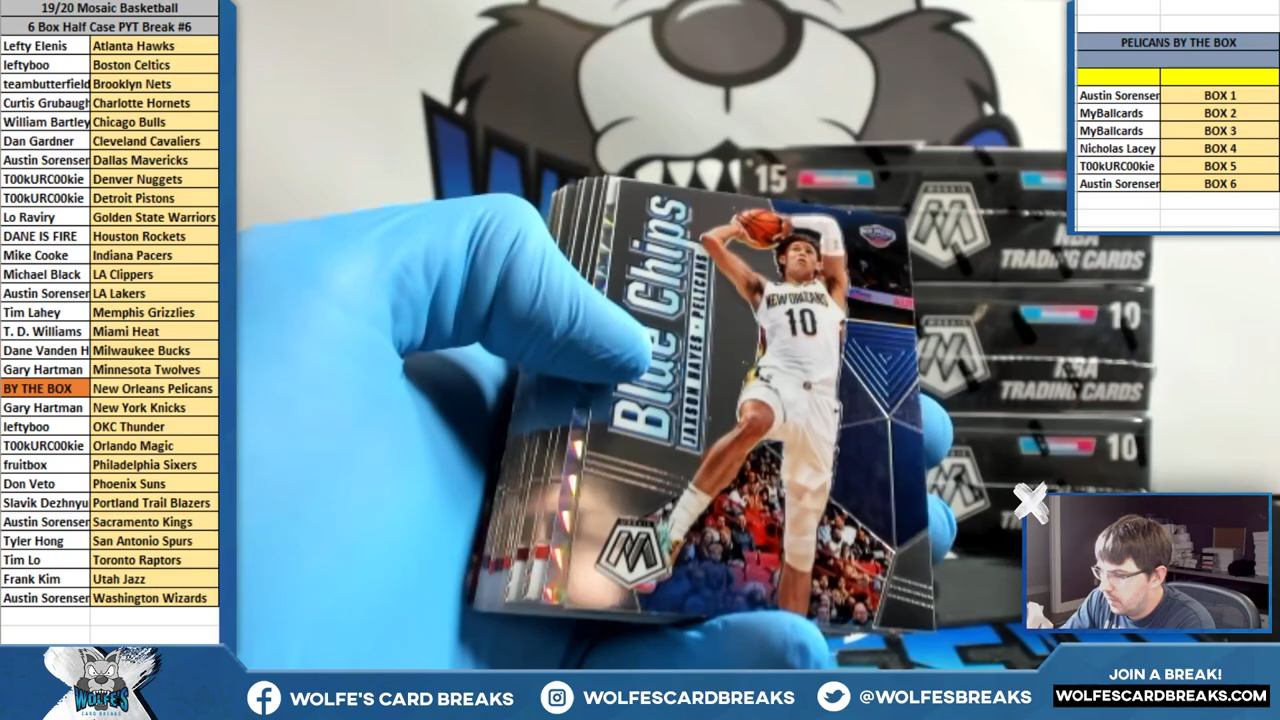 19/20 Mosaic Basketball
6 Box Half Case PYT Break #6
Lefty Elenis Atlanta Hawks
leftyboo Boston Celtics
teambutterfield Brooklyn Nets
Curtis Grubaugh Charlotte Hornets
William Bartley Chicago Bulls
Dan Gardner Cleveland Cavaliers
Austin Sorensen Dallas Mavericks
T00kURC00kie Denver Nuggets
T00kURC00kie Detroit Pistons
Lo Raviry Golden State Warriors
DANE IS FIRE Houston Rockets
Mike Cooke Indiana Pacers
Michael Black LA Clippers
Austin Sorensen LA Lakers
Tim Lahey Memphis Grizzlies
T. D. Williams Miami Heat
Dane Vanden H Milwaukee Bucks
Gary Hartman Minnesota Twolves
BY THE BOX New Orleans Pelicans
Gary Hartman New York Knicks
leftyboo OKC Thunder
T00kURC00kie Orlando Magic
fruitbox Philadelphia Sixers
Don Veto Phoenix Suns
Slavik Dezhnyu Portland Trail Blazers
Austin Sorensen Sacramento Kings
Tyler Hong San Antonio Spurs
Tim Lo Toronto Raptors
Frank Kim Utah Jazz
Austin Sorensen Washington Wizards
PELICANS BY THE BOX
Austin Sorensen BOX 1
MyBallcards BOX 2
MyBallcards BOX 3
Nicholas Lacey BOX 4
T00kURC00kie BOX 5
Austin Sorensen BOX 6
'15
NBA
TRADING CARDS
10
NBA
TRADING CARDS
10
Blue Chips
JAXSON HAYES • PELICANS
NEW ORLEANS
10
MOSAIC
WOLFE'S
CARD BREAKS
WOLFE'S CARD BREAKS
WOLFESCARDBREAKS
@WOLFESBREAKS
JOIN A BREAK!
WOLFESCARDBREAKS.COM